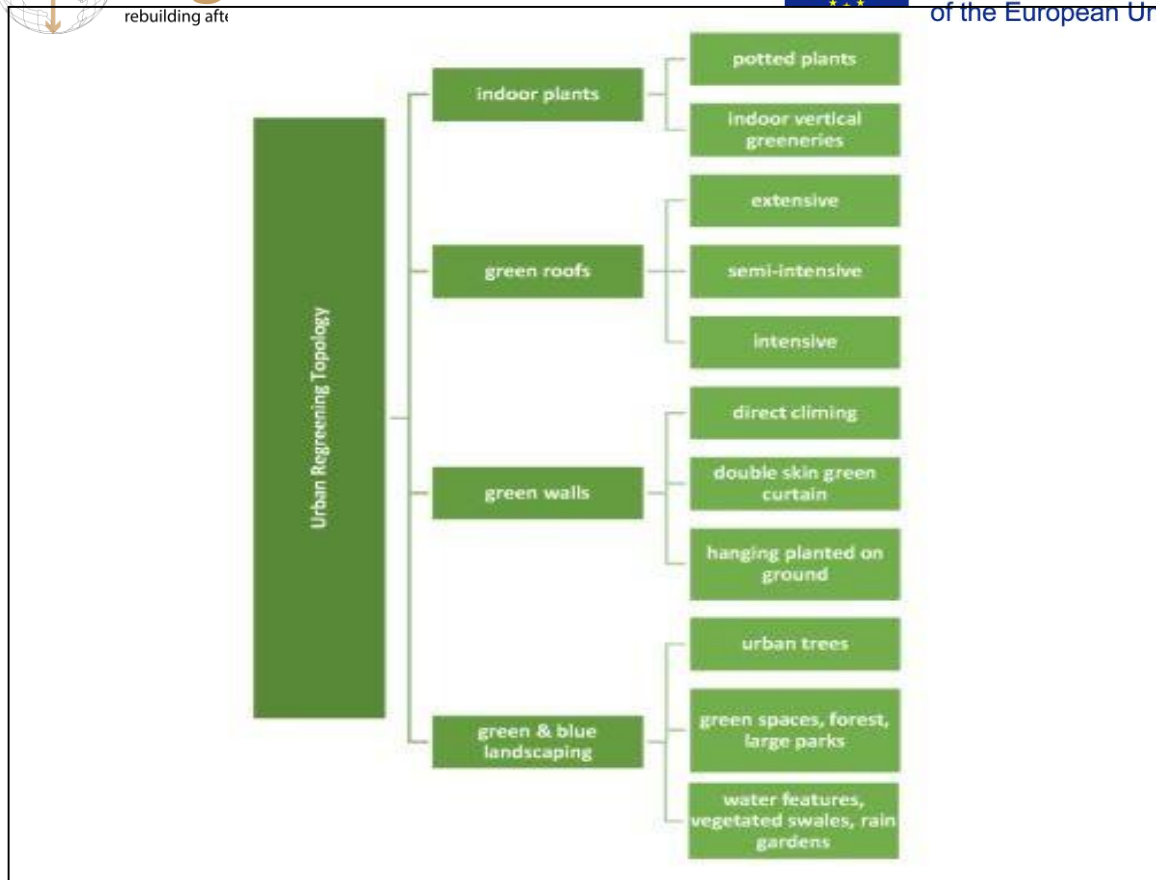 rebuilding afte
of the European Un
Urban Regreening Topology
indoor plants
potted plants
indoor vertical
greeneries
green roofs
extensive
semi-intensive
intensive
green walls
direct climing
double skin green
curtain
hanging planted on
ground
green & blue
landscaping
urban trees
green spaces, forest,
large parks
water features,
vegetated swales, rain
gardens